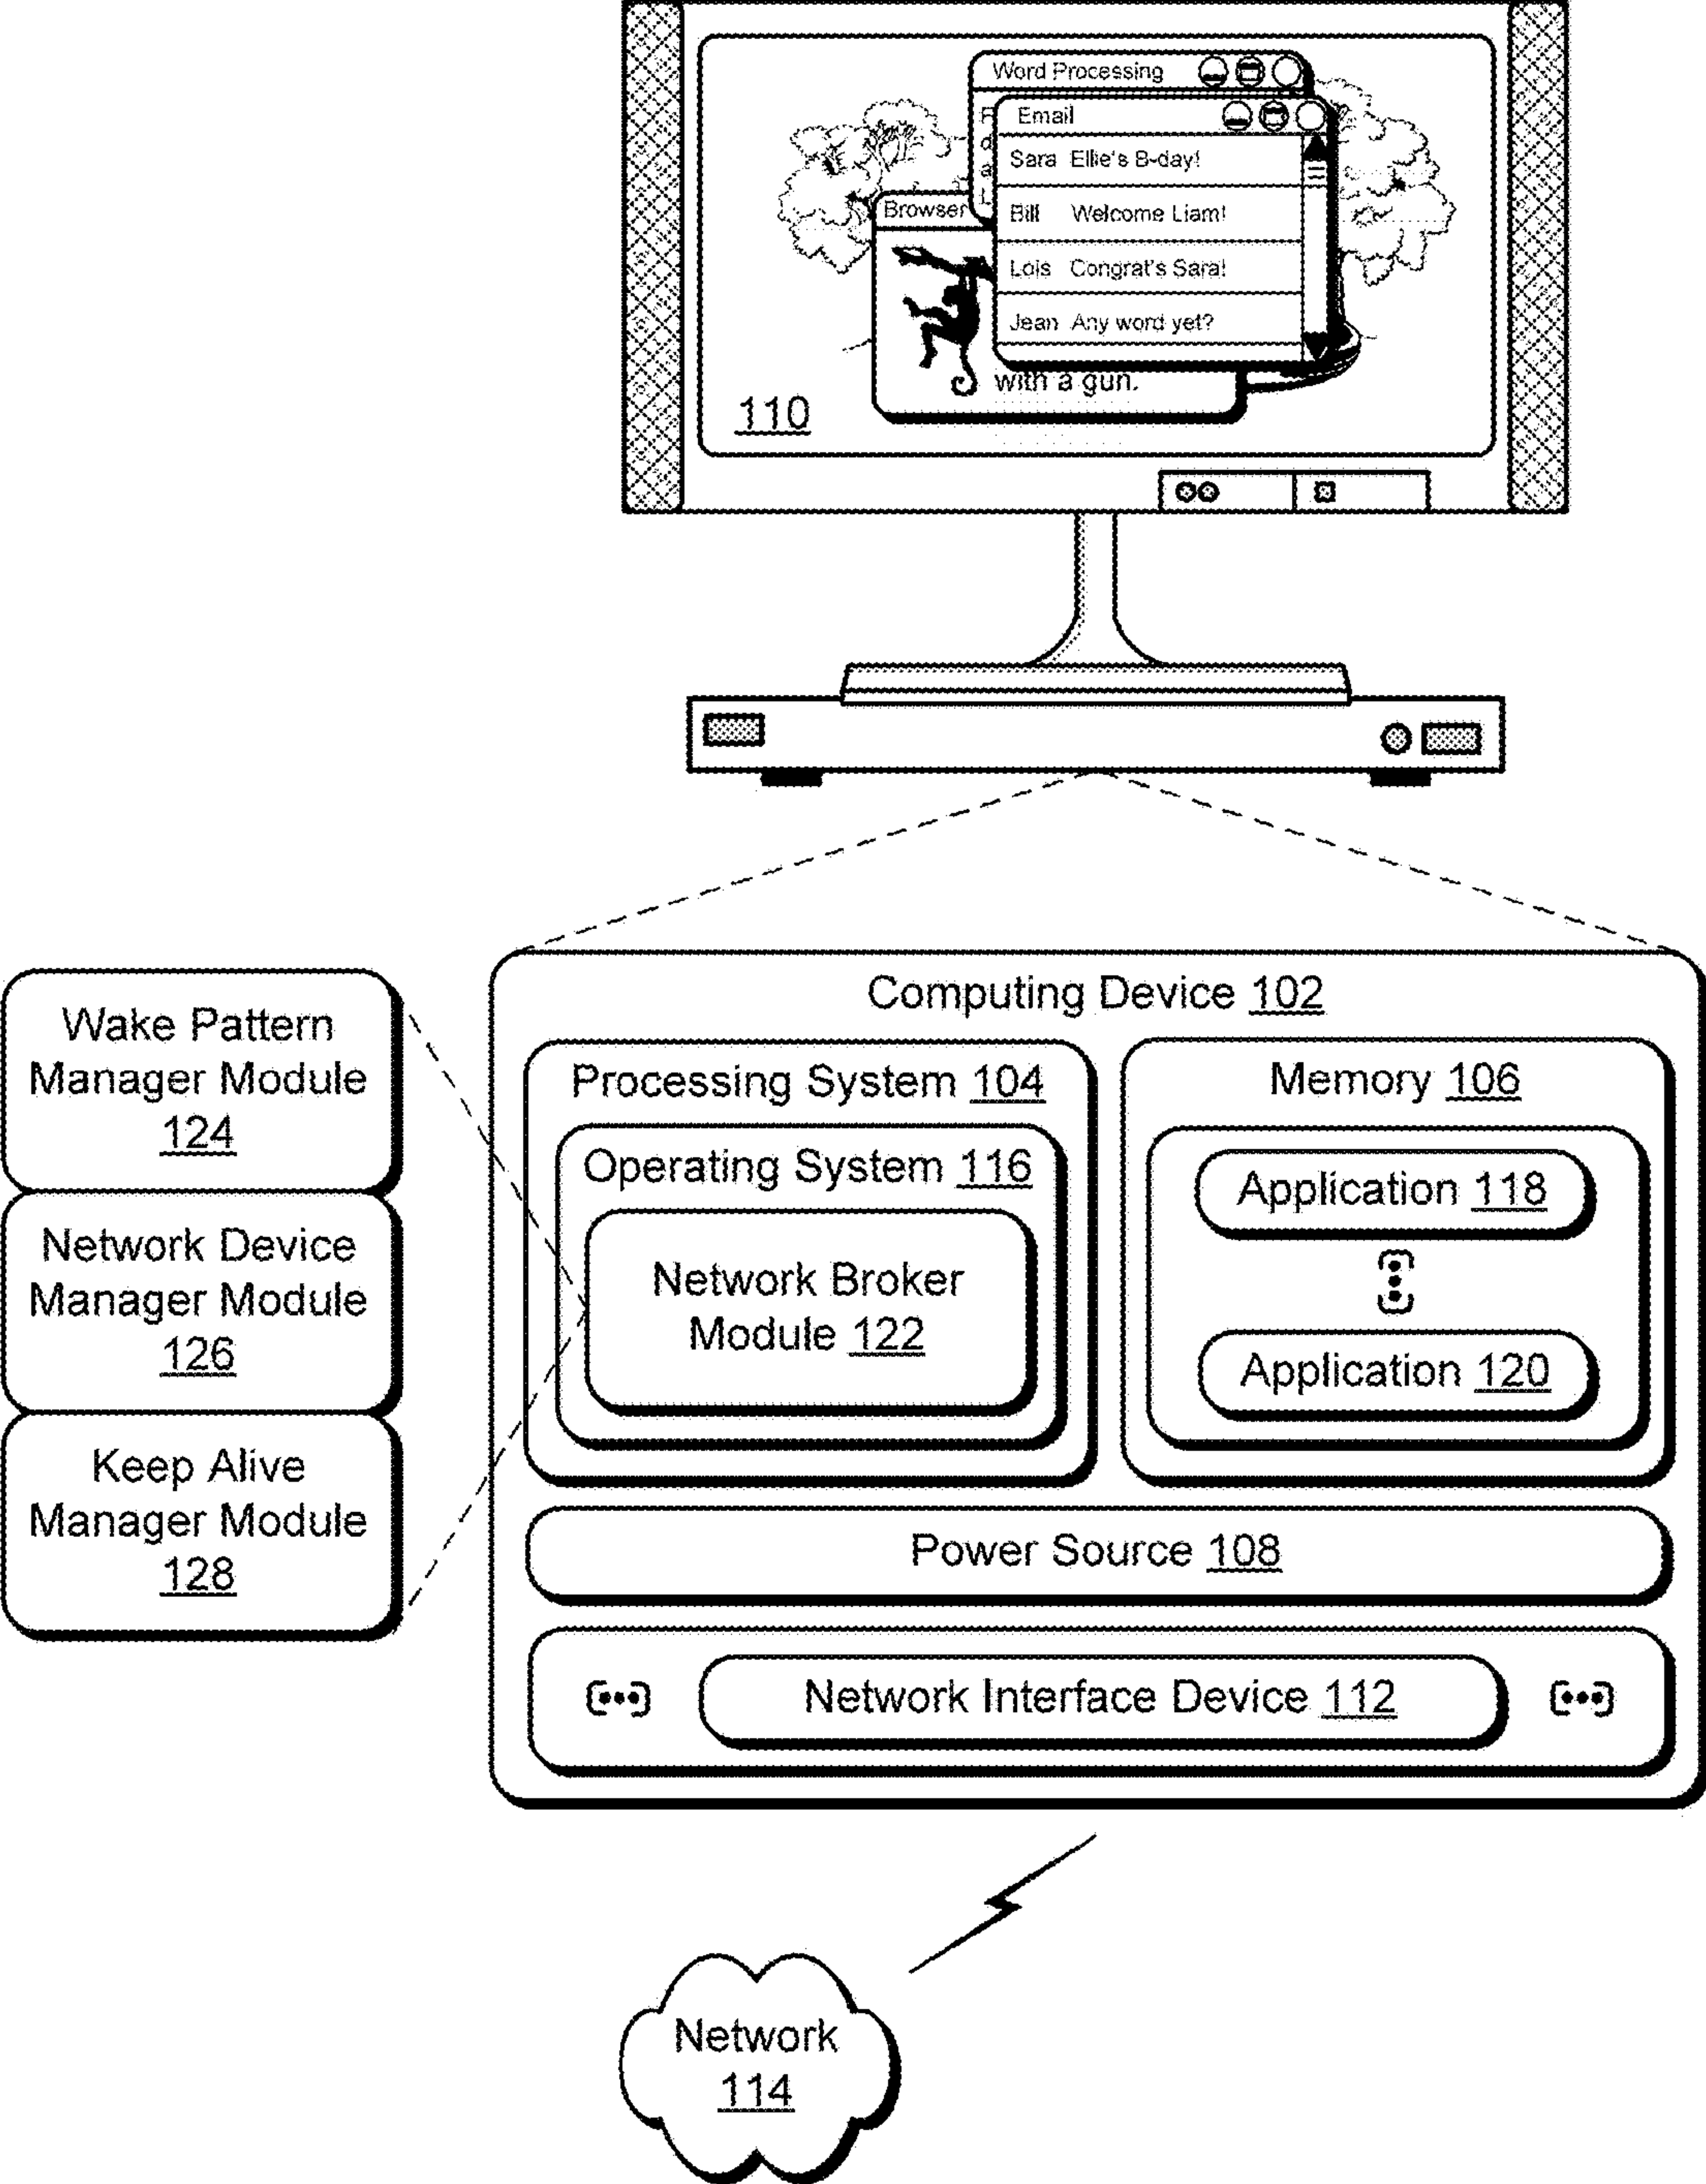 Word Processing
Email
Sara Ellie's B-day!
Browser
Bill Welcome Liam!
Lois Congrat's Sara!
Jean Any word yet?
with a gun.
110
Computing Device 102
Wake Pattern
Manager Module
124
Network Device
Manager Module
126
Keep Alive
Manager Module
128
Processing System 104
Operating System 116
Network Broker
Module 122
Memory 106
Application 118
Application 120
Power Source 108
Network Interface Device 112
Network
114